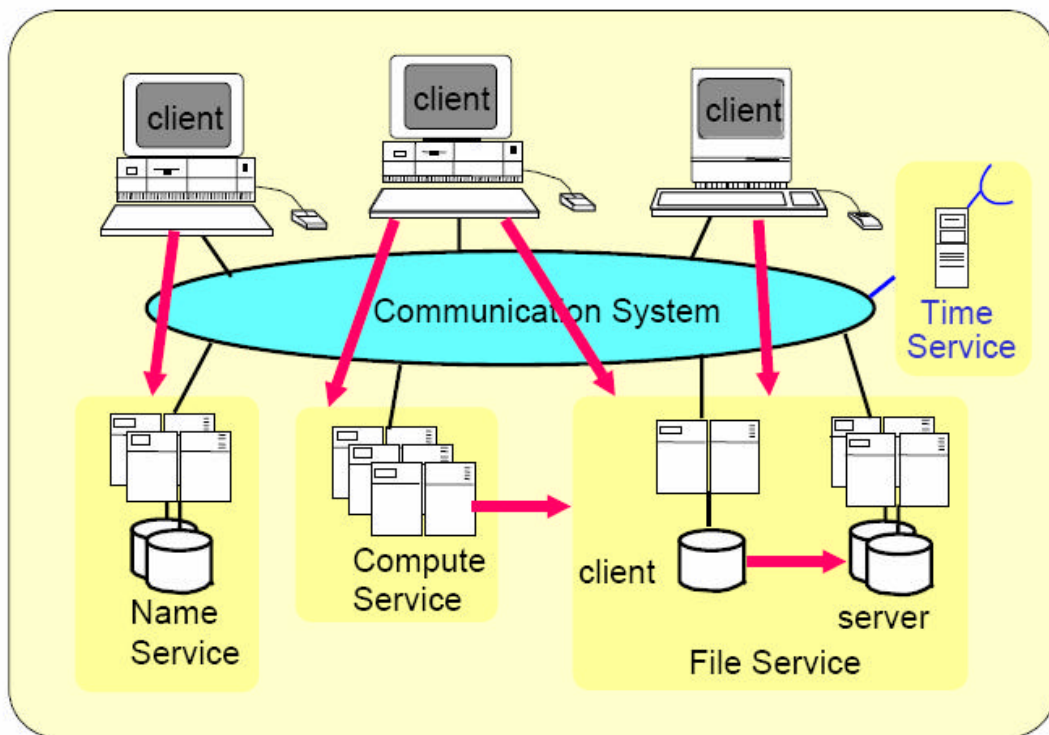 client
client
client
Communication System
Time
Service
Name
Service
Compute
Service
client
server
File Service